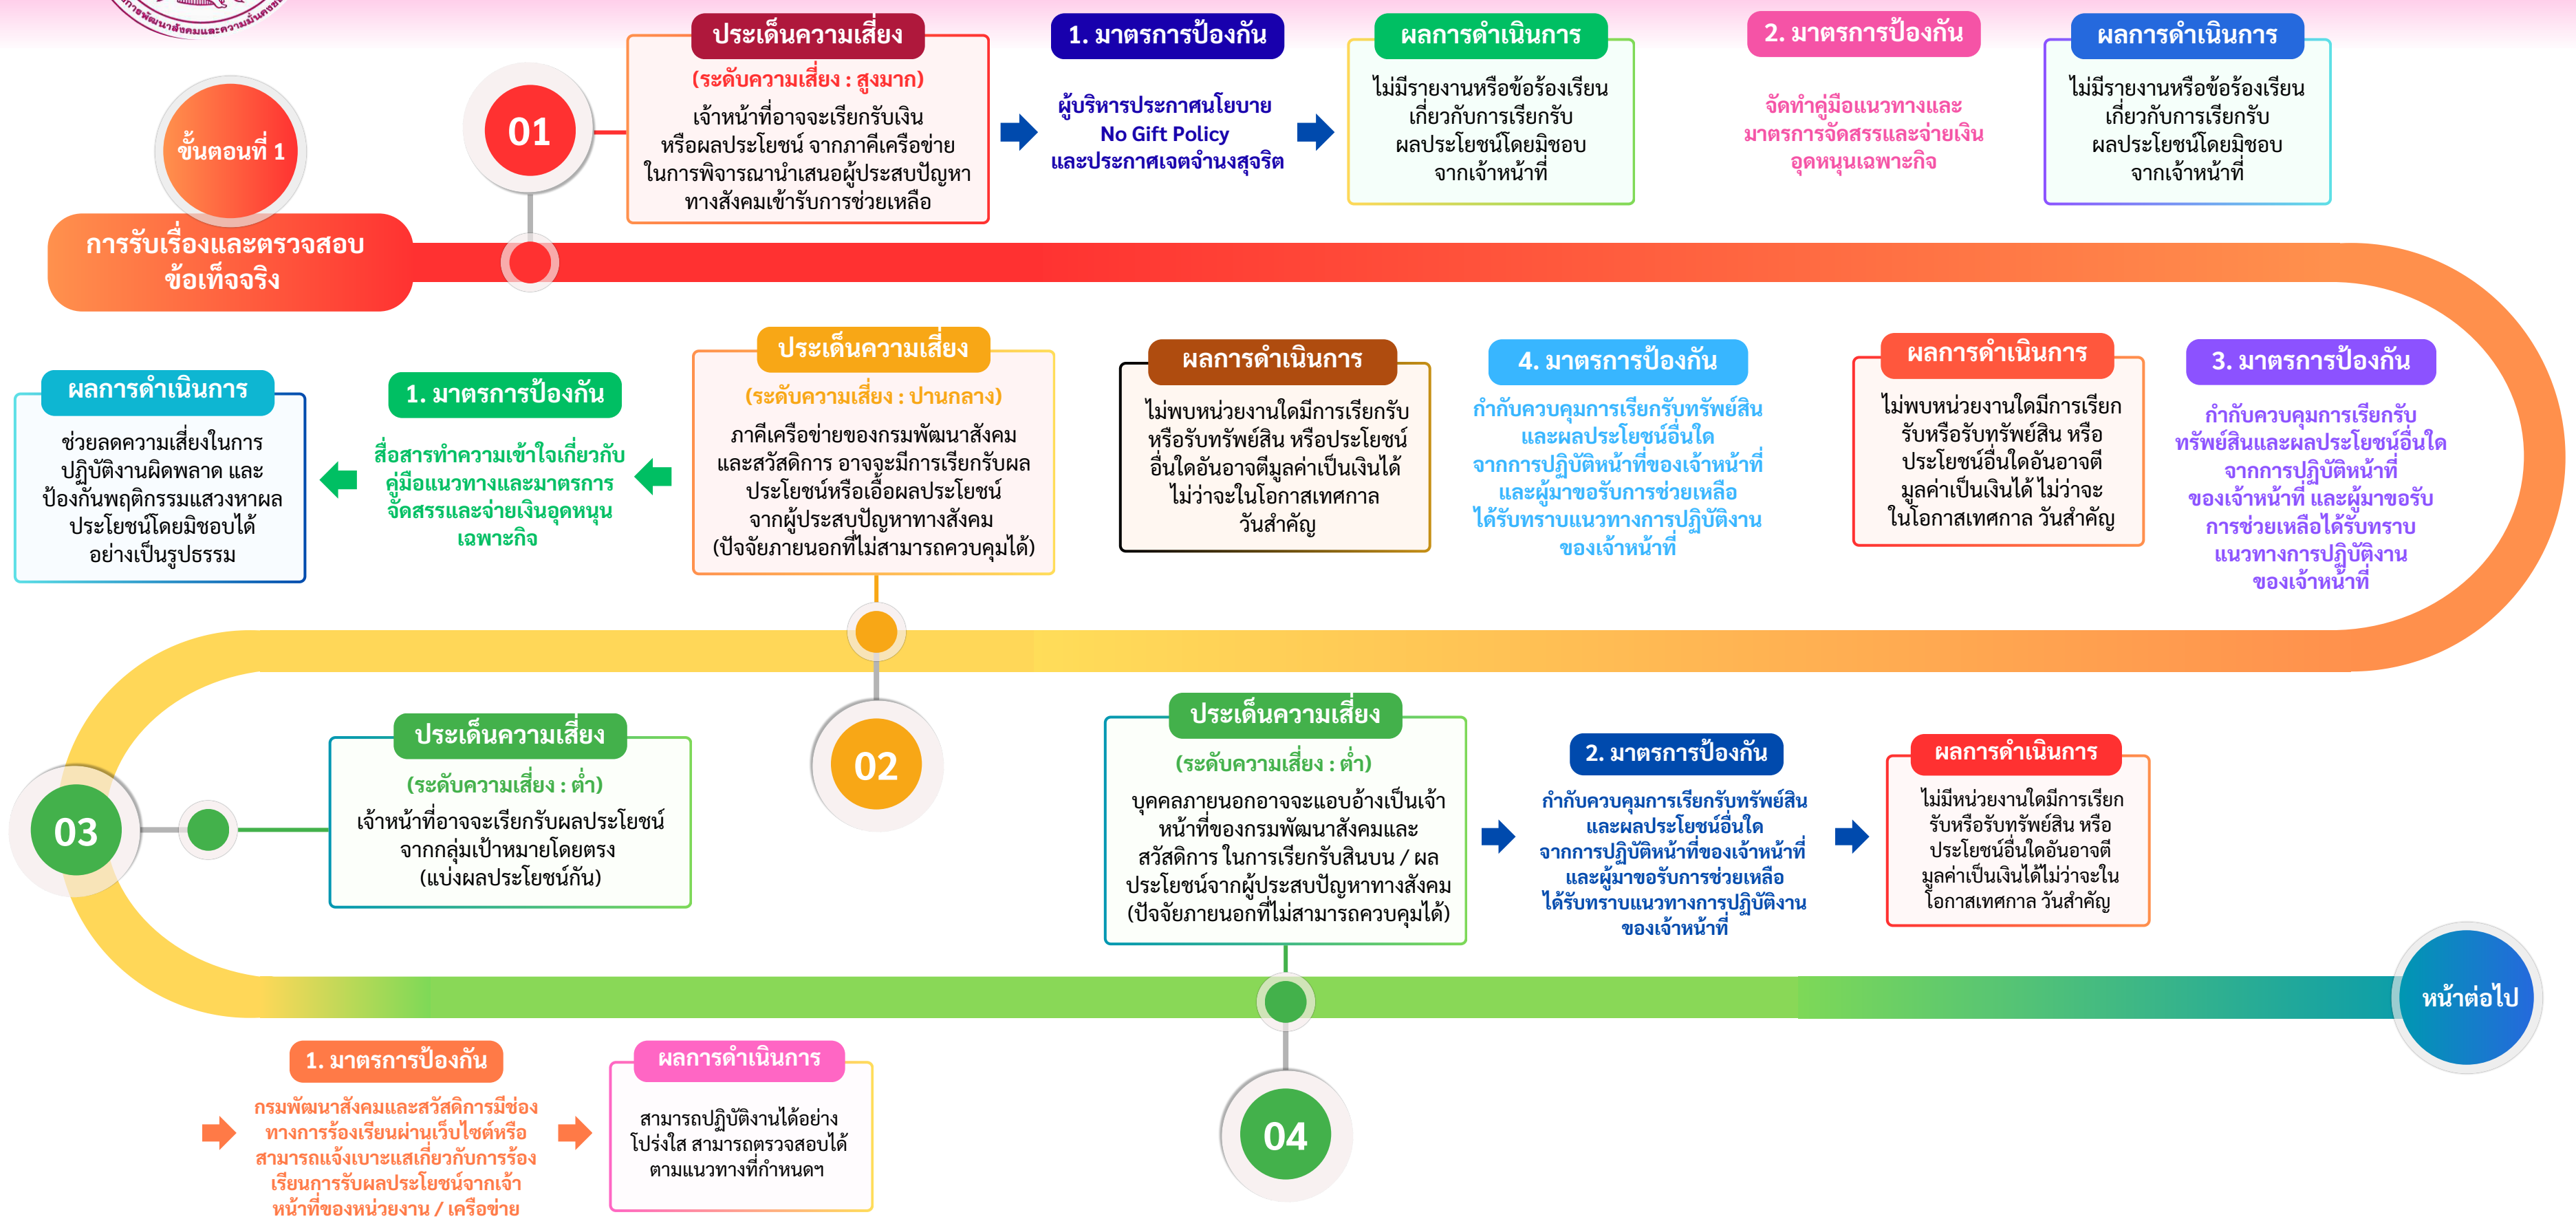 การพัฒนาสังคมและความมั่นคงของ
ขั้นตอนที่ 1
การรับเรื่องและตรวจสอบ
ข้อเท็จจริง
01
ประเด็นความเสี่ยง
(ระดับความเสี่ยง : สูงมาก)
เจ้าหน้าที่อาจจะเรียกรับเงิน
หรือผลประโยชน์ จากภาคีเครือข่าย
ในการพิจารณานำเสนอผู้ประสบปัญหา
ทางสังคมเข้ารับการช่วยเหลือ
1. มาตรการป้องกัน
ผู้บริหารประกาศนโยบาย
No Gift Policy
และประกาศเจตจำนงสุจริต
ผลการดำเนินการ
ไม่มีรายงานหรือข้อร้องเรียน
เกี่ยวกับการเรียกรับ
ผลประโยชน์โดยมิชอบ
จากเจ้าหน้าที่
2. มาตรการป้องกัน
จัดทำคู่มือแนวทางและ
มาตรการจัดสรรและจ่ายเงิน
อุดหนุนเฉพาะกิจ
ผลการดำเนินการ
ไม่มีรายงานหรือข้อร้องเรียน
เกี่ยวกับการเรียกรับ
ผลประโยชน์โดยมิชอบ
จากเจ้าหน้าที่
3. มาตรการป้องกัน
กำกับควบคุมการเรียกรับ
ทรัพย์สินและผลประโยชน์อื่นใด
จากการปฏิบัติหน้าที่
ของเจ้าหน้าที่ และผู้มาขอรับ
การช่วยเหลือได้รับทราบ
แนวทางการปฏิบัติงาน
ของเจ้าหน้าที่
ผลการดำเนินการ
ไม่พบหน่วยงานใดมีการเรียก
รับหรือรับทรัพย์สิน หรือ
ประโยชน์อื่นใดอันอาจตี
มูลค่าเป็นเงินได้ ไม่ว่าจะ
ในโอกาสเทศกาล วันสำคัญ
4. มาตรการป้องกัน
กำกับควบคุมการเรียกรับทรัพย์สิน
และผลประโยชน์อื่นใด
จากการปฏิบัติหน้าที่ของเจ้าหน้าที่
และผู้มาขอรับการช่วยเหลือ
ได้รับทราบแนวทางการปฏิบัติงาน
ของเจ้าหน้าที่
ผลการดำเนินการ
ไม่พบหน่วยงานใดมีการเรียกรับ
หรือรับทรัพย์สิน หรือประโยชน์
อื่นใดอันอาจตีมูลค่าเป็นเงินได้
ไม่ว่าจะในโอกาสเทศกาล
วันสำคัญ
02
ประเด็นความเสี่ยง
(ระดับความเสี่ยง : ปานกลาง)
ภาคีเครือข่ายของกรมพัฒนาสังคม
และสวัสดิการ อาจจะมีการเรียกรับผล
ประโยชน์หรือเอื้อผลประโยชน์
จากผู้ประสบปัญหาทางสังคม
(ปัจจัยภายนอกที่ไม่สามารถควบคุมได้)
1. มาตรการป้องกัน
สื่อสารทำความเข้าใจเกี่ยวกับ
คู่มือแนวทางและมาตรการ
จัดสรรและจ่ายเงินอุดหนุน
เฉพาะกิจ
ผลการดำเนินการ
ช่วยลดความเสี่ยงในการ
ปฏิบัติงานผิดพลาด และ
ป้องกันพฤติกรรมแสวงหาผล
ประโยชน์โดยมิชอบได้
อย่างเป็นรูปธรรม
03
ประเด็นความเสี่ยง
(ระดับความเสี่ยง : ต่ำ)
เจ้าหน้าที่อาจจะเรียกรับผลประโยชน์
จากกลุ่มเป้าหมายโดยตรง
(แบ่งผลประโยชน์กัน)
1. มาตรการป้องกัน
กรมพัฒนาสังคมและสวัสดิการมีช่อง
ทางการร้องเรียนผ่านเว็บไซต์หรือ
สามารถแจ้งเบาะแสเกี่ยวกับการร้อง
เรียนการรับผลประโยชน์จากเจ้า
หน้าที่ของหน่วยงาน / เครือข่าย
ผลการดำเนินการ
สามารถปฏิบัติงานได้อย่าง
โปร่งใส สามารถตรวจสอบได้
ตามแนวทางที่กำหนดฯ
04
ประเด็นความเสี่ยง
(ระดับความเสี่ยง : ต่ำ)
บุคคลภายนอกอาจจะแอบอ้างเป็นเจ้า
หน้าที่ของกรมพัฒนาสังคมและ
สวัสดิการ ในการเรียกรับสินบน / ผล
ประโยชน์จากผู้ประสบปัญหาทางสังคม
(ปัจจัยภายนอกที่ไม่สามารถควบคุมได้)
2. มาตรการป้องกัน
กำกับควบคุมการเรียกรับทรัพย์สิน
และผลประโยชน์อื่นใด
จากการปฏิบัติหน้าที่ของเจ้าหน้าที่
และผู้มาขอรับการช่วยเหลือ
ได้รับทราบแนวทางการปฏิบัติงาน
ของเจ้าหน้าที่
ผลการดำเนินการ
ไม่มีหน่วยงานใดมีการเรียก
รับหรือรับทรัพย์สิน หรือ
ประโยชน์อื่นใดอันอาจตี
มูลค่าเป็นเงินได้ไม่ว่าจะใน
โอกาสเทศกาล วันสำคัญ
หน้าต่อไป